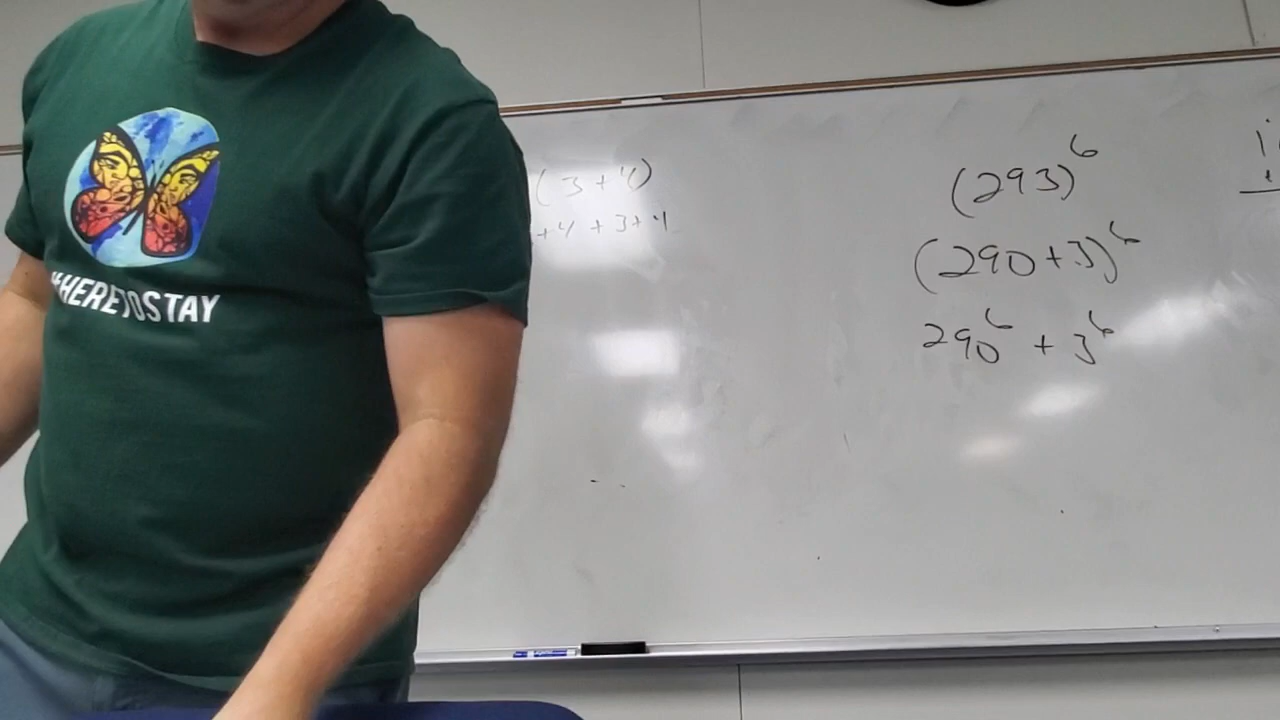 #HERETOSTAY
(3+4)
+4+3+4
(293)⁶
(290+3)⁶
290⁶ + 3⁶